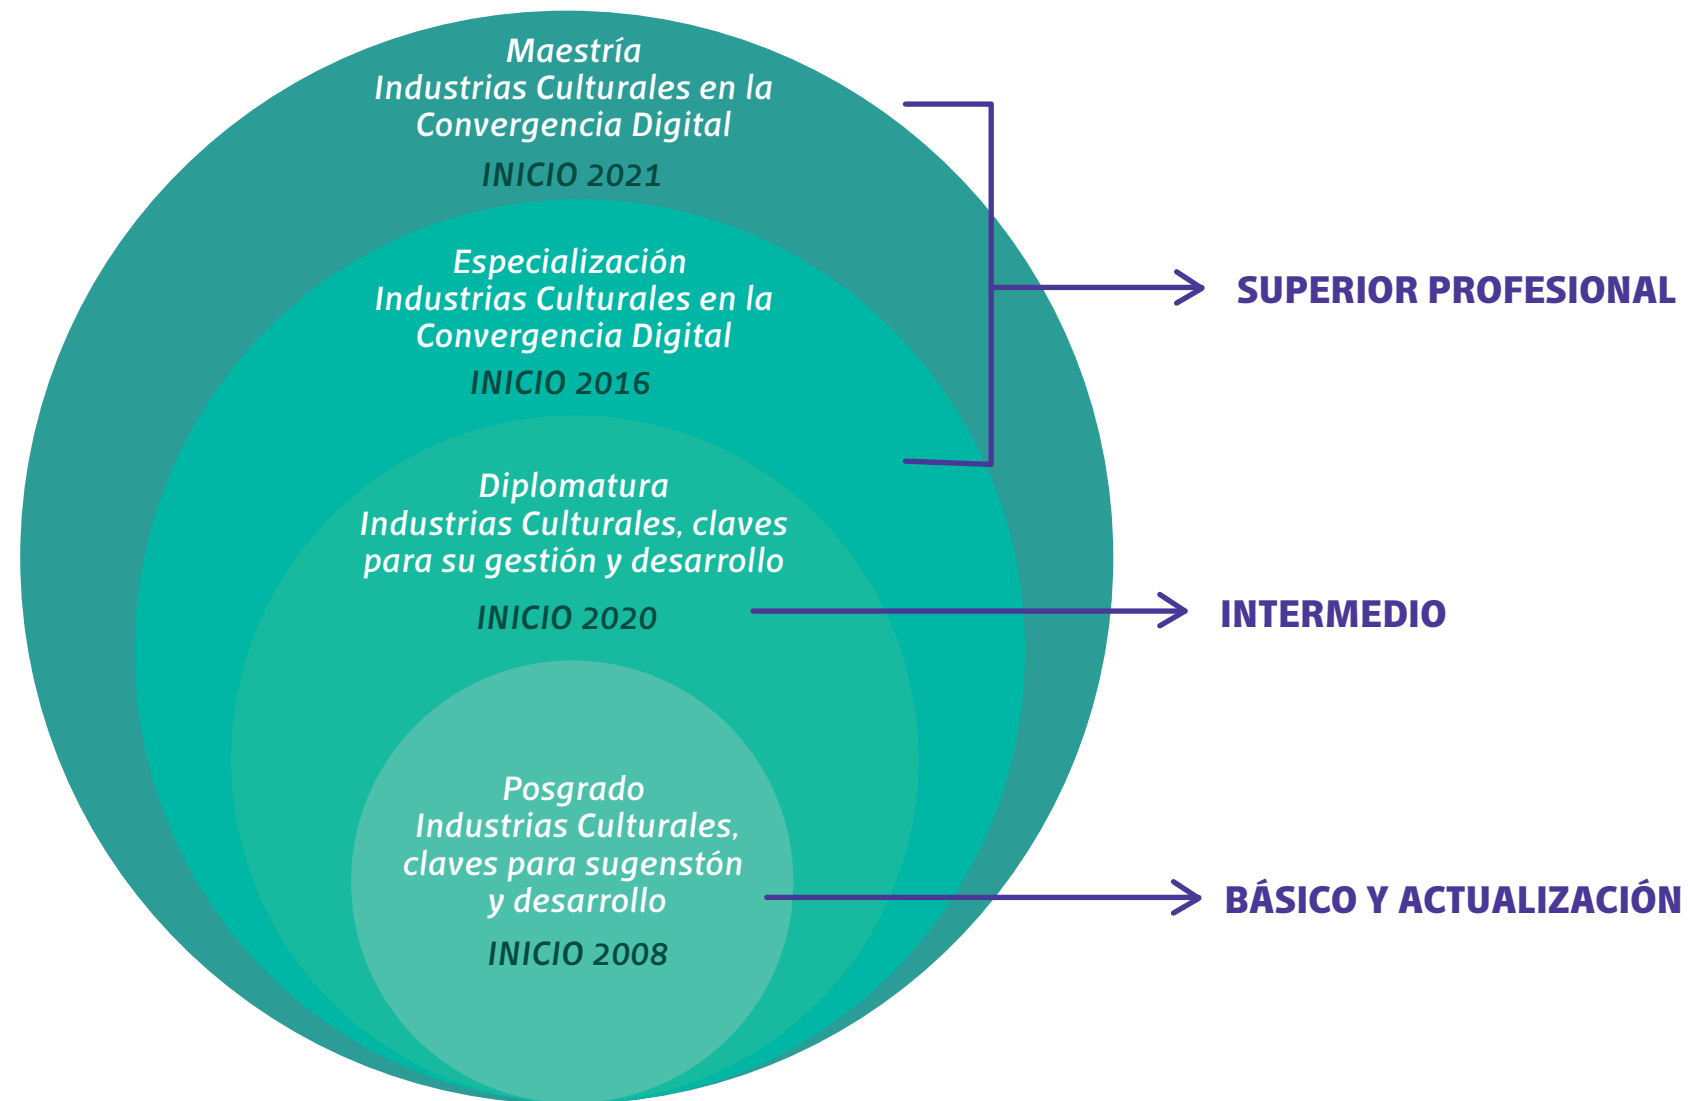 Maestría
Industrias Culturales en la
Convergencia Digital
INICIO 2021
Especialización
Industrias Culturales en la
Convergencia Digital
INICIO 2016
SUPERIOR PROFESIONAL
Diplomatura
Industrias Culturales, claves
para su gestión y desarrollo
INICIO 2020
INTERMEDIO
Posgrado
Industrias Culturales,
claves para sugenstón
y desarrollo
INICIO 2008
BÁSICO Y ACTUALIZACIÓN